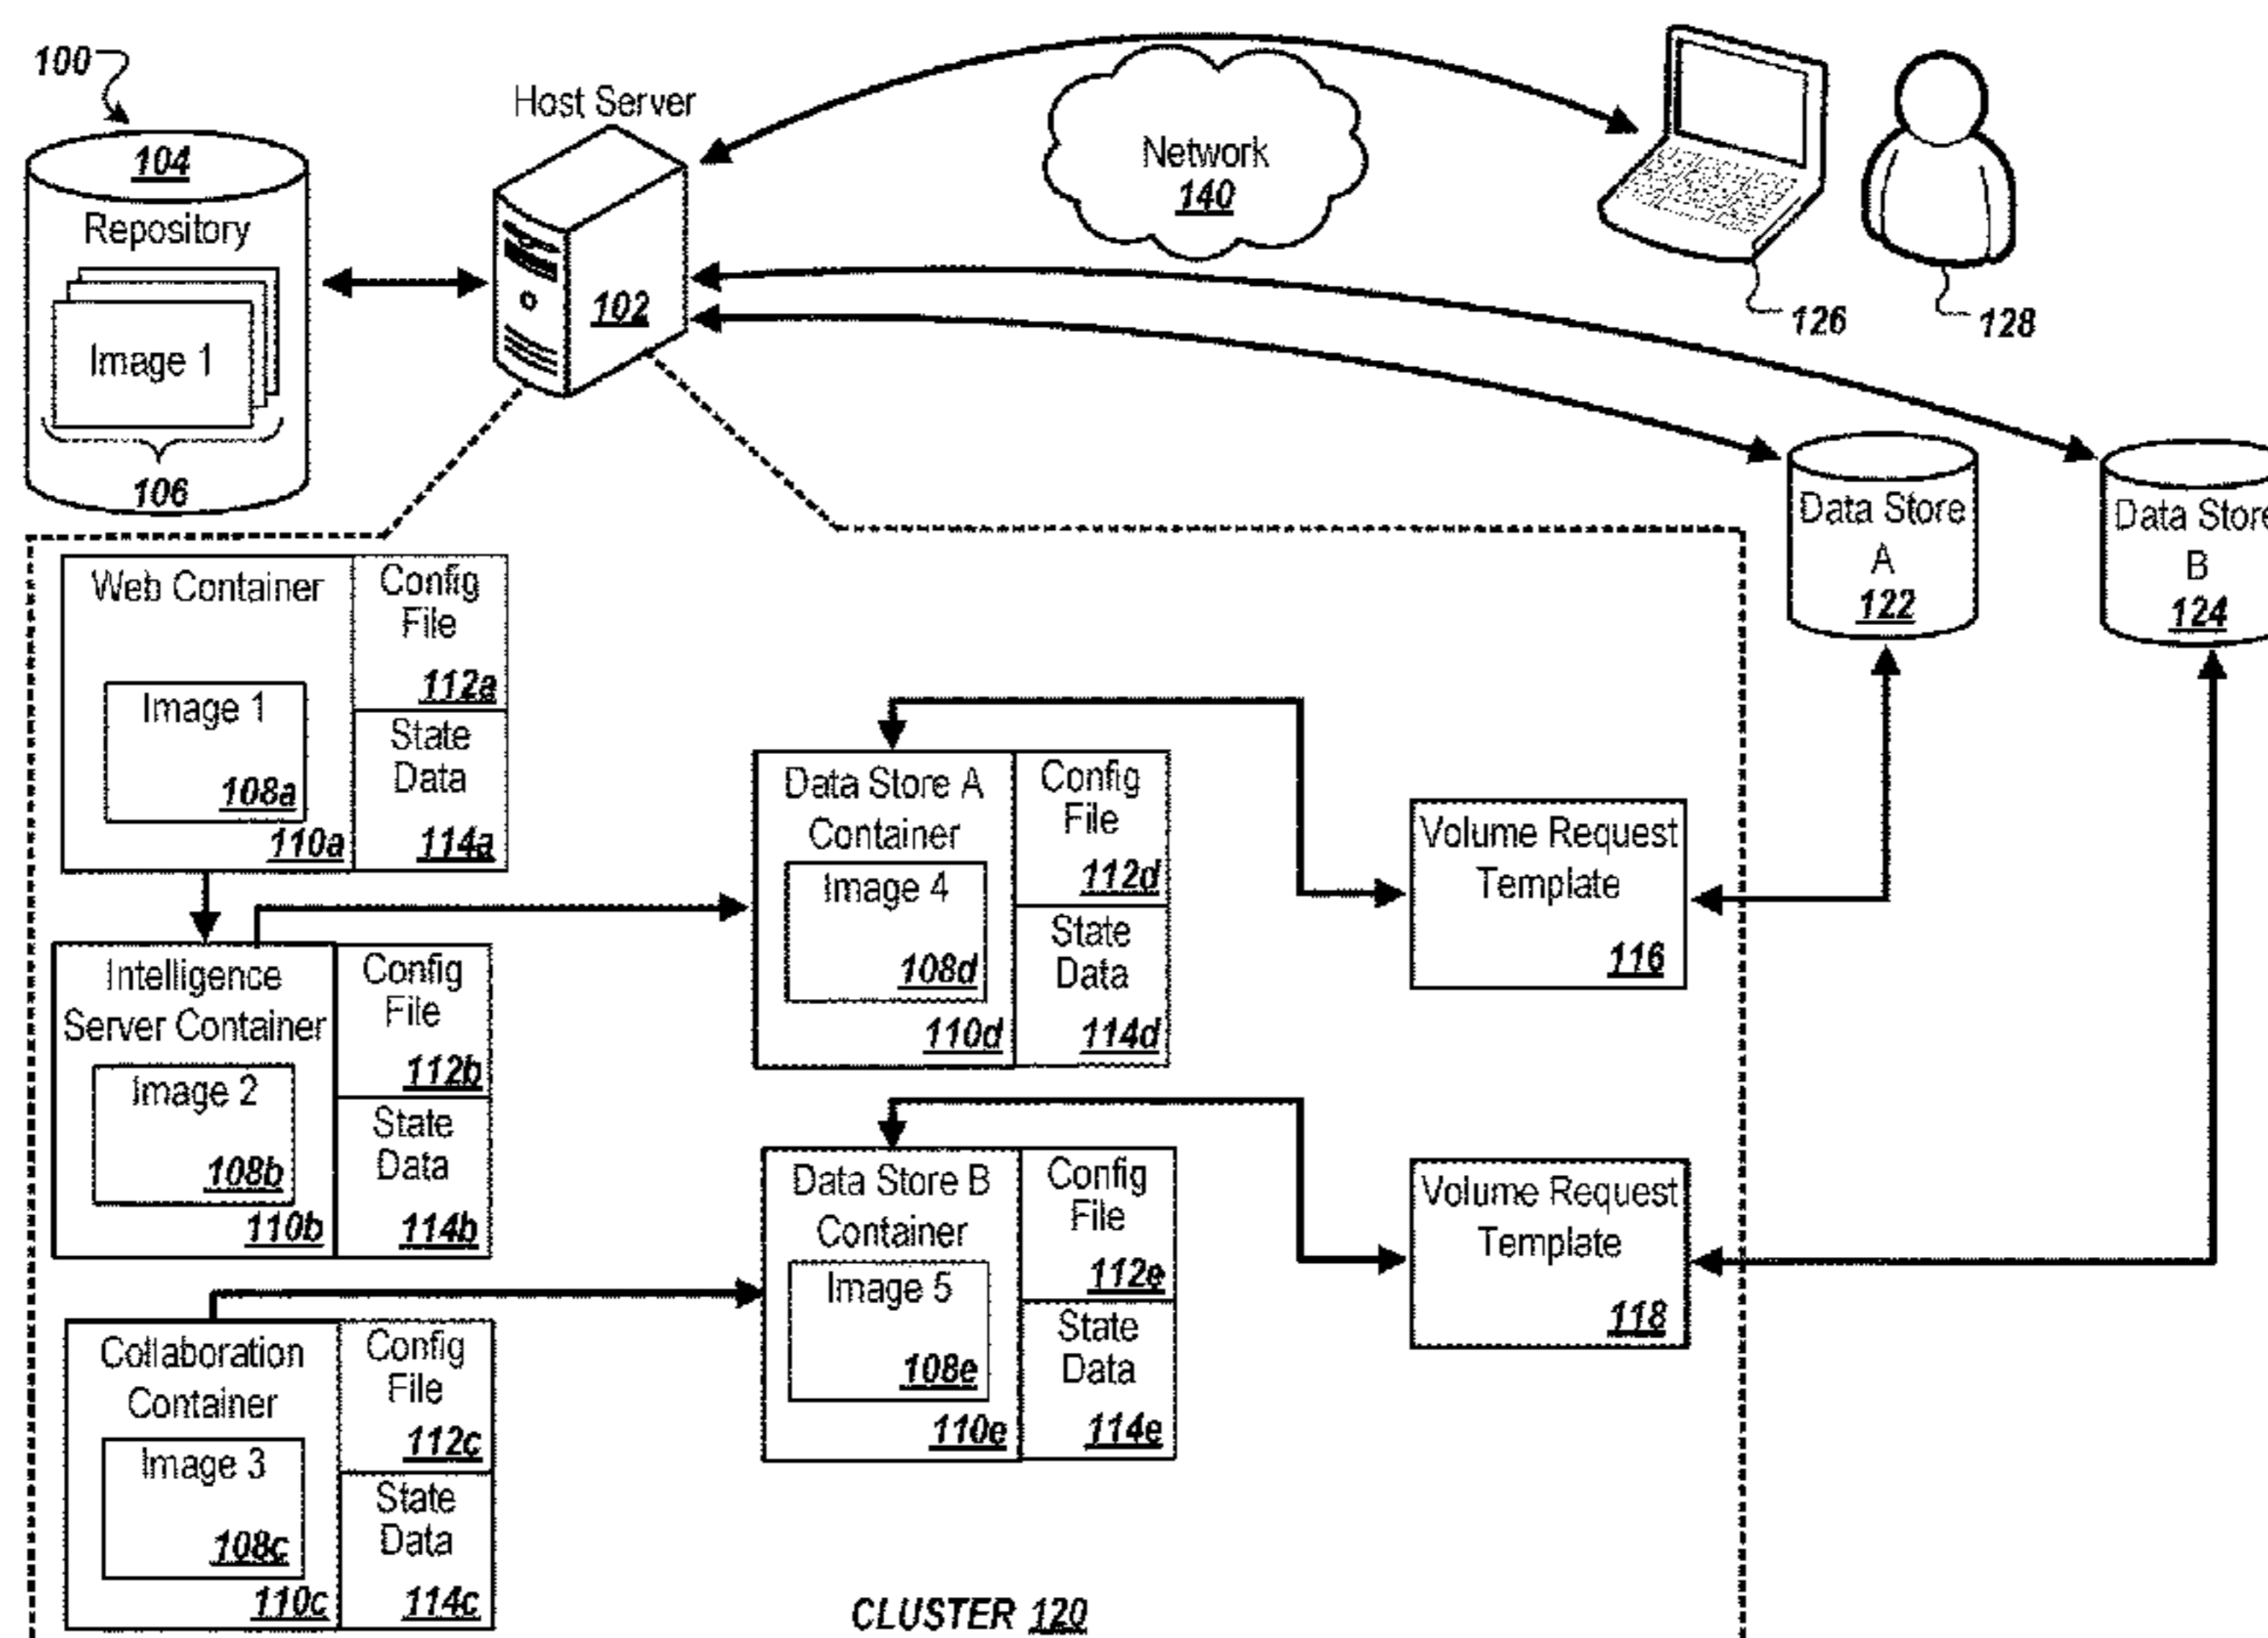 100
104
Repository
Image 1
106
Host Server
102
Network
140
126
128
Data Store
A
122
Data Store
B
124
Web Container
Image 1
108a
110a
Config
File
112a
State
Data
114a
Intelligence
Server Container
Image 2
108b
110b
Config
File
112b
State
Data
114b
Collaboration
Container
Image 3
108c
110c
Config
File
112c
State
Data
114c
Data Store A
Container
Image 4
108d
110d
Config
File
112d
State
Data
114d
Data Store B
Container
Image 5
108e
110e
Config
File
112e
State
Data
114e
Volume Request
Template
116
Volume Request
Template
118
CLUSTER 120